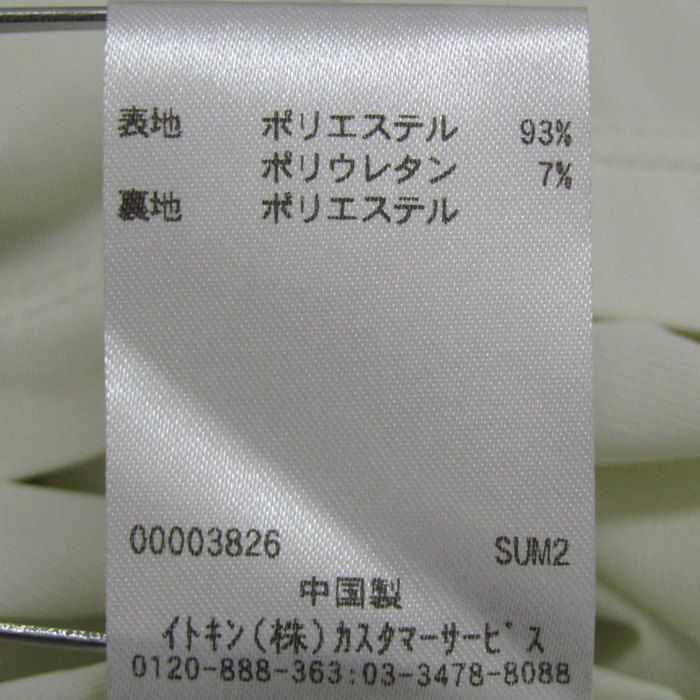 表地 ポリエステル 93%
ポリウレタン 7%
裏地 ポリエステル
00003826 SUM2
中国製
イトキン(株)カスタマーサービス
0120-888-363:03-3478-8088